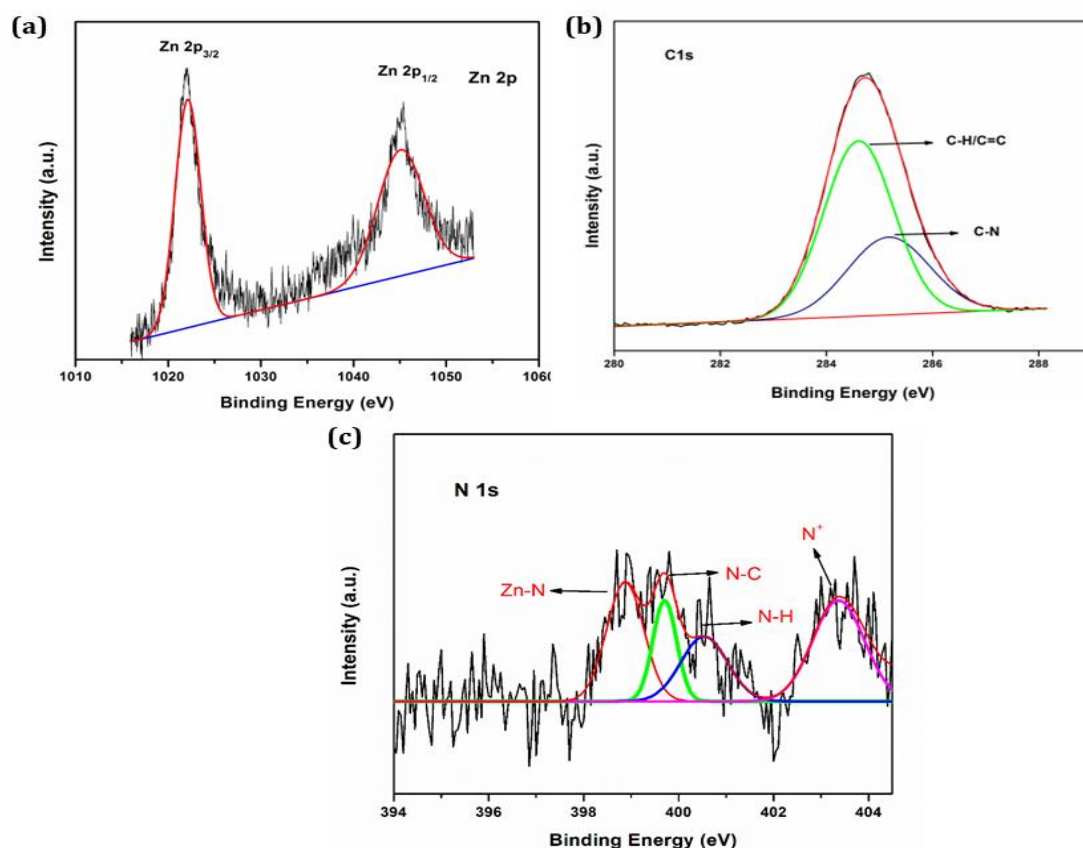 (a)
Zn 2p3/2
Zn 2p1/2
Zn 2p
Intensity (a.u.)
1010 1020 1030 1040 1050 1060
Binding Energy (eV)
(b)
C1s
C-H/C=C
C-N
Intensity (a.u.)
280 282 284 286 288
Binding Energy (eV)
(c)
N 1s
Zn-N
N-C
N-H
N+
Intensity (a.u.)
394 396 398 400 402 404
Binding Energy (eV)